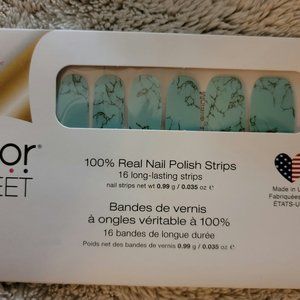 or®
EET
100% Real Nail Polish Strips
16 long-lasting strips
nail strips net wt 0.99 g / 0.035 oz ℮
Bandes de vernis
à ongles véritable à 100%
16 bandes de longue durée
Poids net des bandes de vernis 0.99 g / 0.035 oz ℮
Made in U
Fabriquées
ÉTATS-U